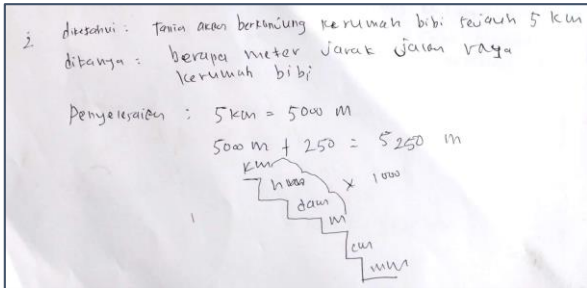 2. diketahui : Tania akan berkunjung kerumah bibi sejauh 5 km
ditanya : berapa meter jarak jalan raya
kerumah bibi
Penyelesaian : 5 km = 5000 m
5000 m + 250 = 5250 m
km
hm × 1000
dam
m
cm
mm